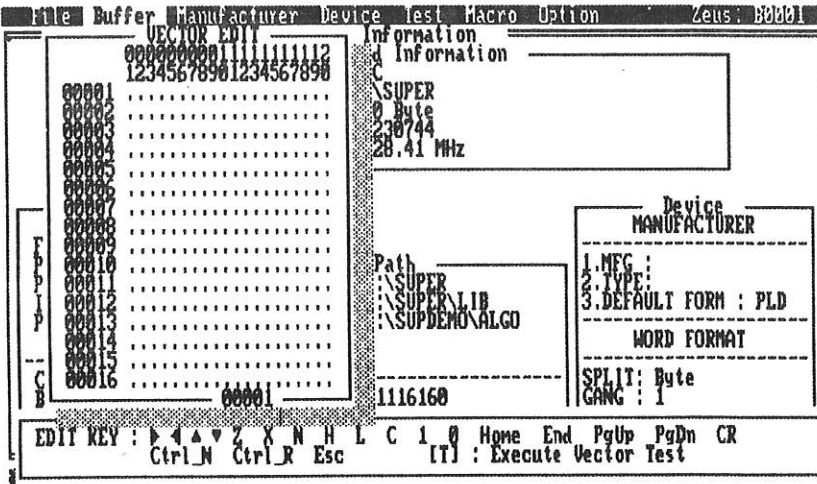 File Buffer Manufacturer Device Test Macro Option Zeus: B0001
VECTOR EDIT
Information
00000000011111111112
d Information
12345678901234567890
C
00001 ....................
\SUPER
00002 ....................
0 Byte
00003 ....................
230744
00004 ....................
28.41 MHz
00005 ....................
00006 ....................
00007 ....................
00008 ....................
00009 ....................
00010 ....................
00011 ....................
00012 ....................
00013 ....................
00014 ....................
00015 ....................
00016 ....................
00001
F
P
P
I
P
C
B
Path
:\SUPER
:\SUPER\LIB
:\SUPDEMO\ALGO
1116160
Device
MANUFACTURER
1.MFG :
2.TYPE:
3.DEFAULT FORM : PLD
WORD FORMAT
SPLIT: Byte
GANG : 1
EDIT KEY : ▶ ◀ ▲ ▼ Z X N H L C 1 0 Home End PgUp PgDn CR
Ctrl_N Ctrl_R Esc [T] : Execute Vector Test